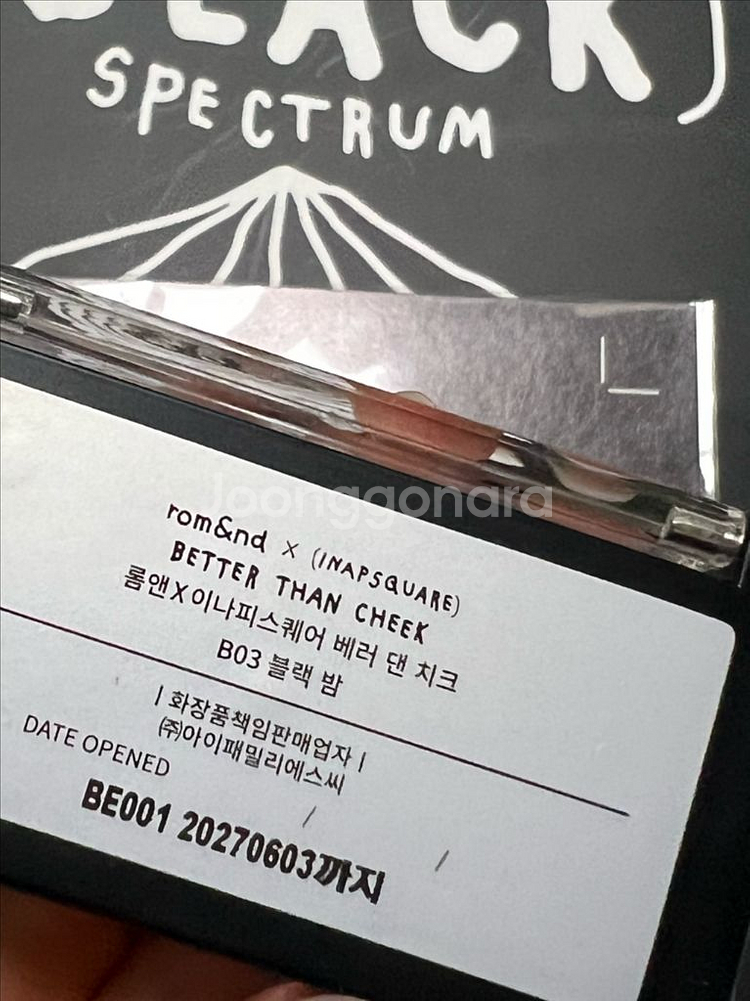 BLACK)
SPECTRUM
Joonggonara
rom&nd x (INAPSQUARE)
BETTER THAN CHEEK
롬앤X이나피스퀘어 베러 댄 치크
B03 블랙 밤
| 화장품책임판매업자 |
㈜아이패밀리에스씨
DATE OPENED / /
BE001 20270603까지